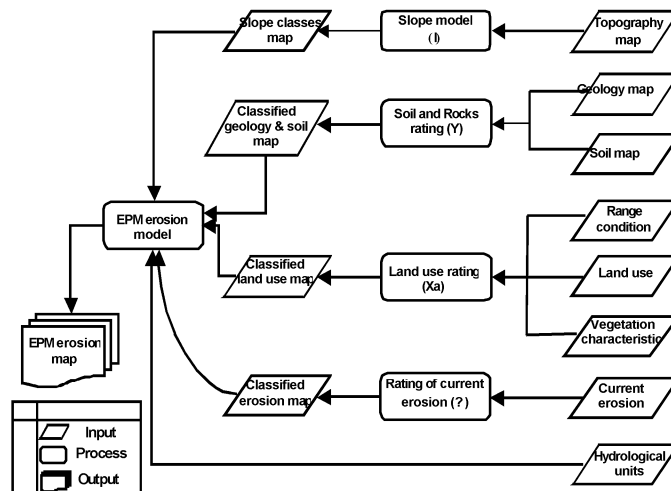 Slope classes
map
Slope model
(I)
Topography
map
Classified
geology & soil
map
Soil and Rocks
rating (Y)
Geology map
Soil map
EPM erosion
model
Classified
land use map
Land use rating
(Xa)
Range
condition
Land use
Vegetation
characteristic
EPM erosion
map
Classified
erosion map
Rating of current
erosion (?)
Current
erosion
Hydrological
units
Input
Process
Output